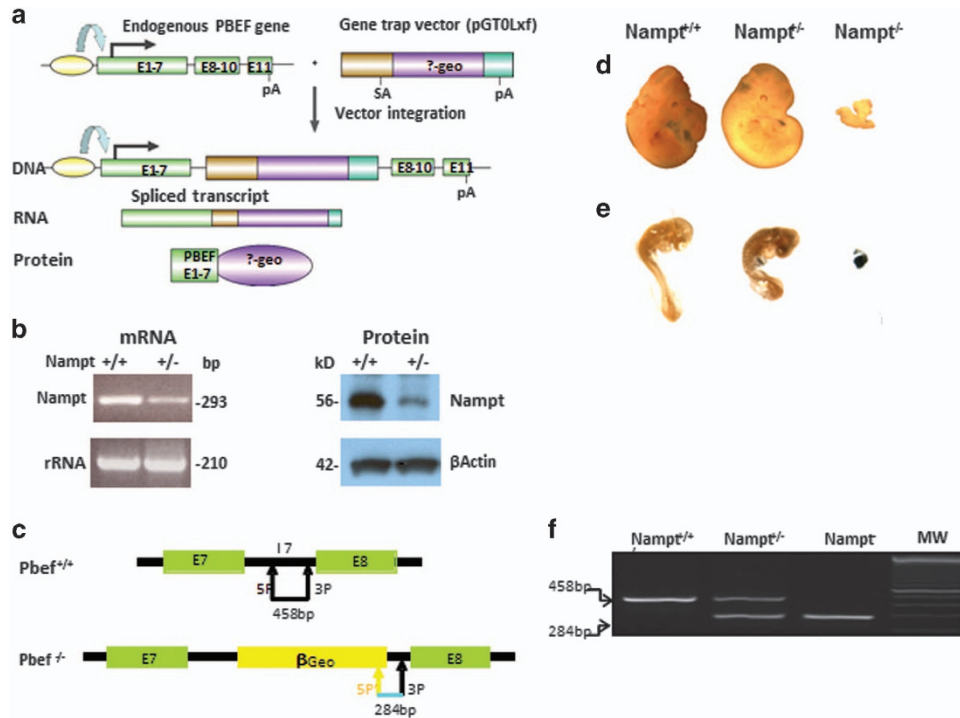 a
Endogenous PBEF gene
Gene trap vector (pGT0Lxf)
E1-7 E8-10 E11
pA
+
?-geo
SA pA
Vector integration
DNA
E1-7 E8-10 E11
pA
Spliced transcript
RNA
Protein
PBEF
E1-7
?-geo
b
mRNA
Nampt +/+ +/- bp
Nampt -293
rRNA -210
Protein
kD +/+ +/-
56- Nampt
42- βActin
c
Pbef+/+
E7 I 7 E8
5P 3P
458bp
Pbef -/-
E7 βGeo E8
5P' 3P
284bp
Nampt+/+ Nampt+/- Nampt-/-
d
e
f
Nampt+/+ Nampt+/- Nampt- MW
458bp
284bp